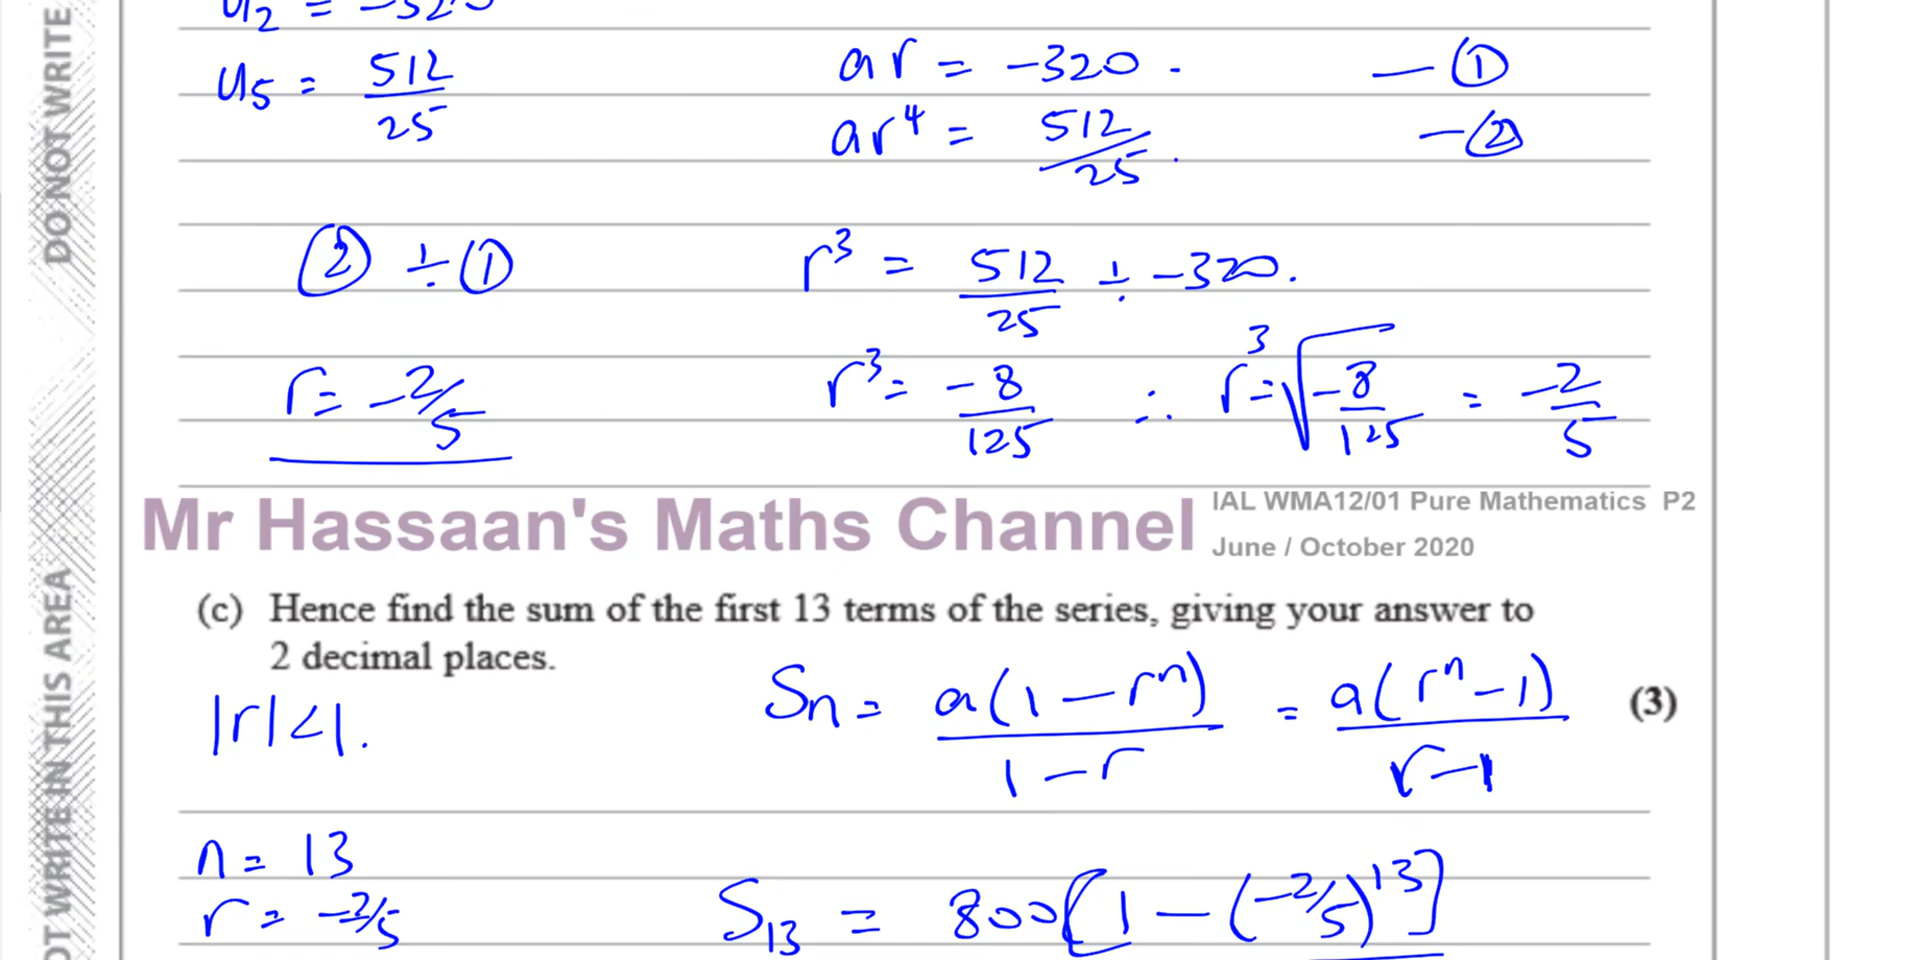 u₂ = -320
u₅ = 512/25
ar = -320. — ①
ar⁴ = 512/25. — ②
② ÷ ①
r³ = 512/25 ÷ -320.
r = -2/5
r³ = -8/125 ∴ r = ³√(-8/125) = -2/5
Mr Hassaan's Maths Channel
IAL WMA12/01 Pure Mathematics P2
June / October 2020
(c) Hence find the sum of the first 13 terms of the series, giving your answer to
2 decimal places.
(3)
|r|<1.
Sn = a(1-rⁿ)/(1-r) = a(rⁿ-1)/(r-1)
n = 13
r = -2/5
S₁₃ = 800[1-(-2/5)¹³]
DO NOT WRITE
OT WRITE IN THIS AREA